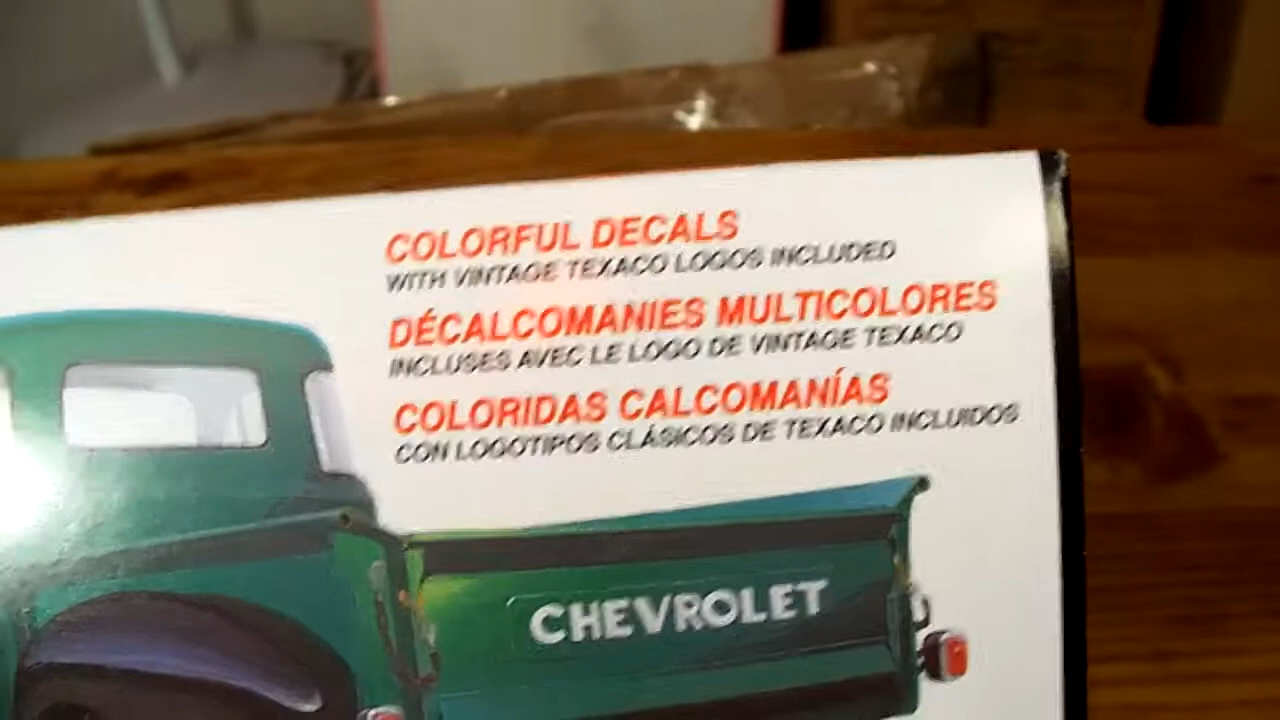 COLORFUL DECALS
WITH VINTAGE TEXACO LOGOS INCLUDED
DÉCALCOMANIES MULTICOLORES
INCLUSES AVEC LE LOGO DE VINTAGE TEXACO
COLORIDAS CALCOMANÍAS
CON LOGOTIPOS CLÁSICOS DE TEXACO INCLUIDOS
CHEVROLET